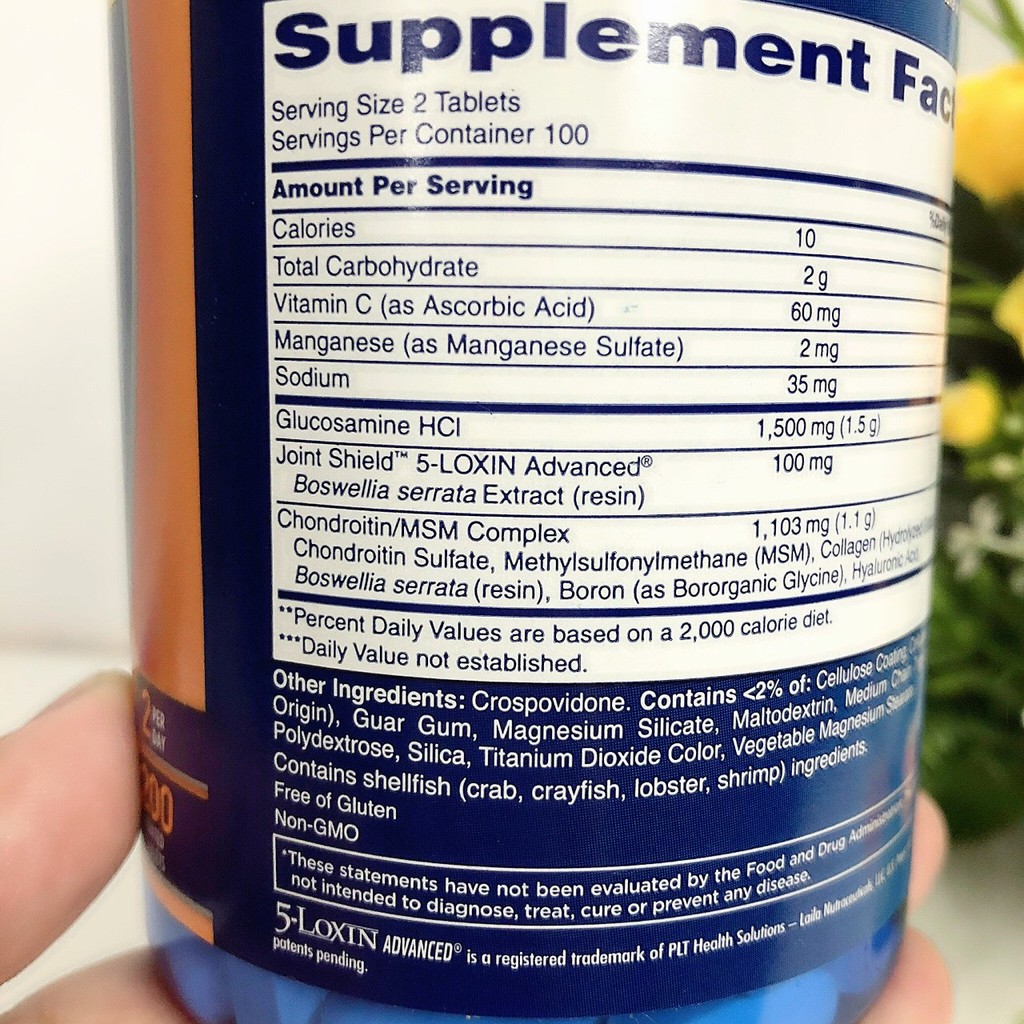 Supplement Fac
Serving Size 2 Tablets
Servings Per Container 100
Amount Per Serving
Calories 10
Total Carbohydrate 2 g
Vitamin C (as Ascorbic Acid) 60 mg
Manganese (as Manganese Sulfate) 2 mg
Sodium 35 mg
Glucosamine HCl 1,500 mg (1.5 g)
Joint Shield™ 5-LOXIN Advanced® 100 mg
Boswellia serrata Extract (resin)
Chondroitin/MSM Complex 1,103 mg (1.1 g)
Chondroitin Sulfate, Methylsulfonylmethane (MSM), Collagen
Boswellia serrata (resin), Boron (as Bororganic Glycine), Hyaluronic
**Percent Daily Values are based on a 2,000 calorie diet.
***Daily Value not established.
Other Ingredients: Crospovidone. Contains <2% of: Cellulose Coating,
Origin), Guar Gum, Magnesium Silicate, Maltodextrin, Medium
Polydextrose, Silica, Titanium Dioxide Color, Vegetable Magnesium
Contains shellfish (crab, crayfish, lobster, shrimp) ingredients.
Free of Gluten
Non-GMO
*These statements have not been evaluated by the Food and Drug
not intended to diagnose, treat, cure or prevent any disease.
5-LOXIN ADVANCED® is a registered trademark of PLT Health Solutions – Laila Nutraceuticals,
patents pending.
2 PER
DAY